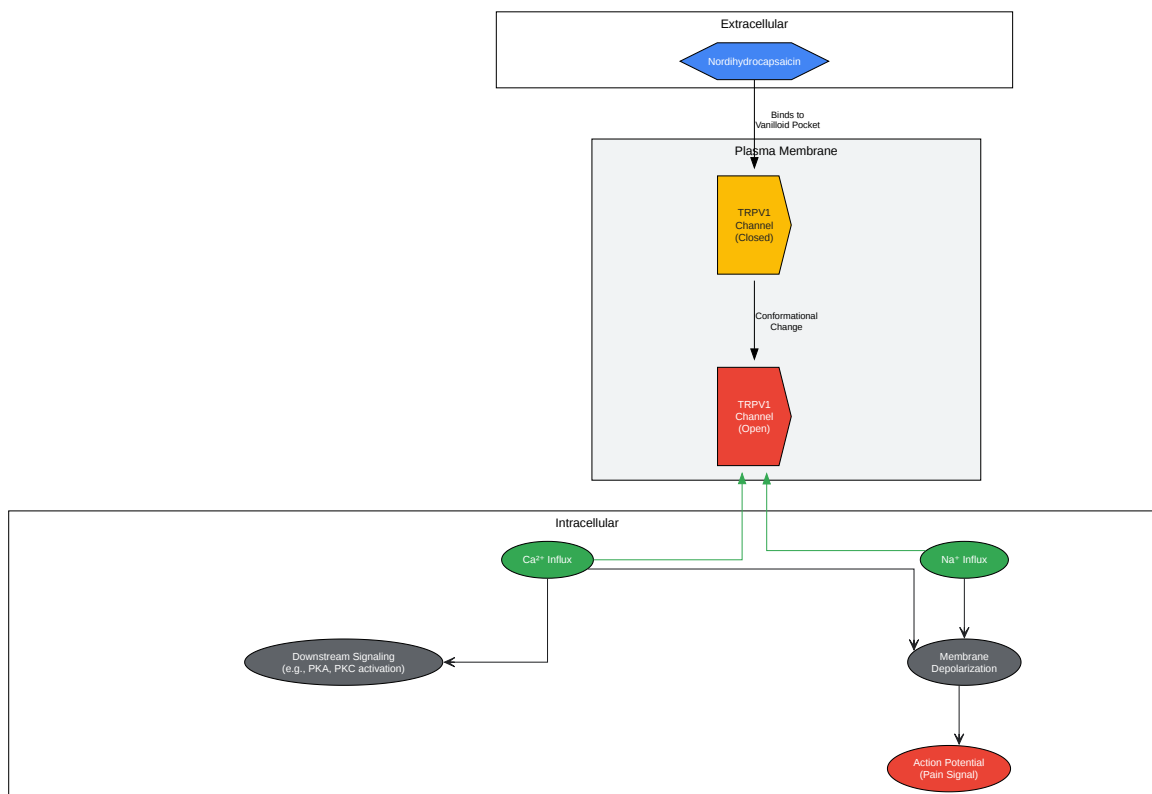 Extracellular
Nordihydrocapsaicin
Binds to
Vanilloid Pocket
Plasma Membrane
TRPV1
Channel
(Closed)
Conformational
Change
TRPV1
Channel
(Open)
Intracellular
Ca²⁺ Influx
Na⁺ Influx
Downstream Signaling
(e.g., PKA, PKC activation)
Membrane
Depolarization
Action Potential
(Pain Signal)